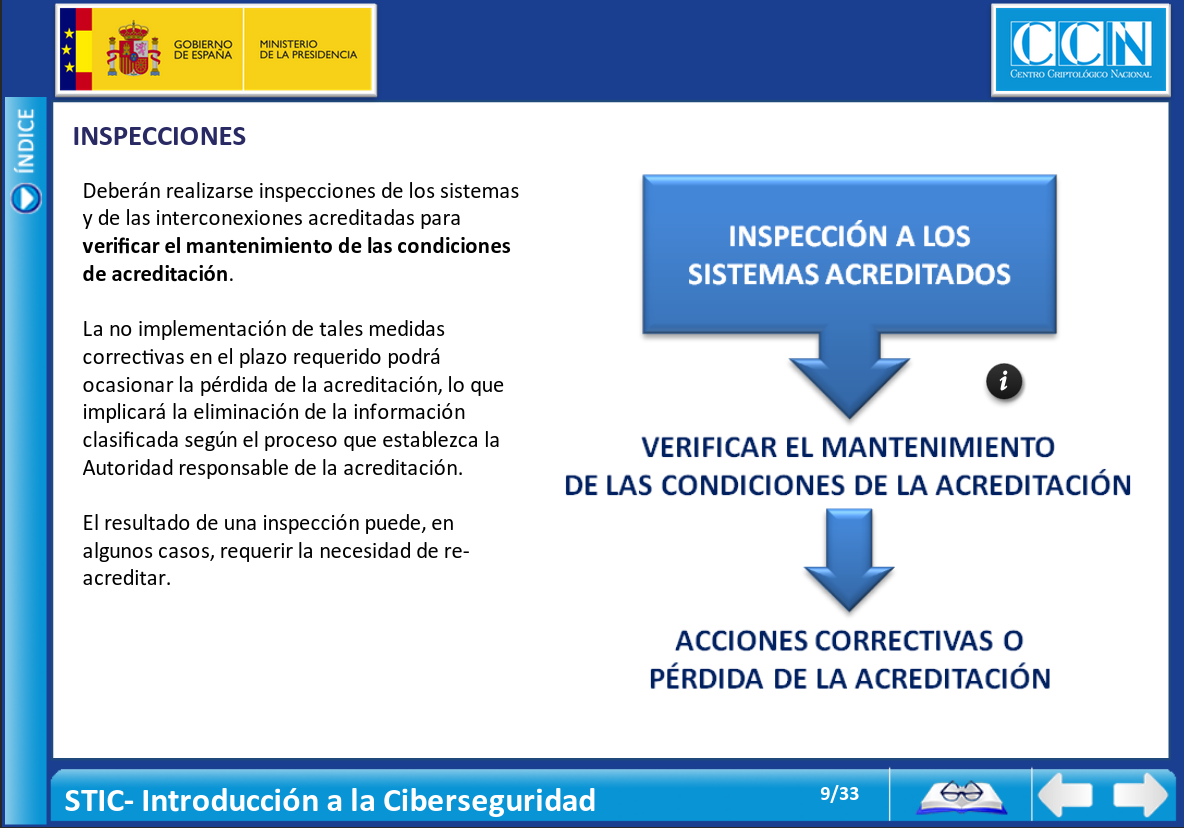 GOBIERNO
DE ESPAÑA
MINISTERIO
DE LA PRESIDENCIA
CCN
CENTRO CRIPTOLÓGICO NACIONAL
ÍNDICE
INSPECCIONES
Deberán realizarse inspecciones de los sistemas
y de las interconexiones acreditadas para
verificar el mantenimiento de las condiciones
de acreditación.
La no implementación de tales medidas
correctivas en el plazo requerido podrá
ocasionar la pérdida de la acreditación, lo que
implicará la eliminación de la información
clasificada según el proceso que establezca la
Autoridad responsable de la acreditación.
El resultado de una inspección puede, en
algunos casos, requerir la necesidad de re-
acreditar.
INSPECCIÓN A LOS
SISTEMAS ACREDITADOS
i
VERIFICAR EL MANTENIMIENTO
DE LAS CONDICIONES DE LA ACREDITACIÓN
ACCIONES CORRECTIVAS O
PÉRDIDA DE LA ACREDITACIÓN
STIC- Introducción a la Ciberseguridad
9/33